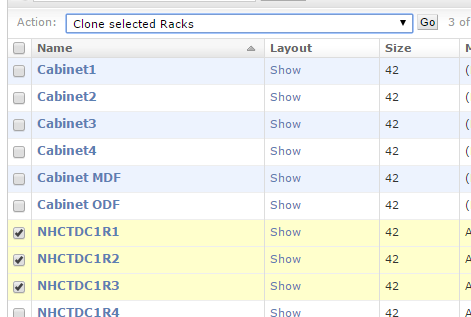 Action: Clone selected Racks Go 3 of
Name Layout Size
Cabinet1 Show 42
Cabinet2 Show 42
Cabinet3 Show 42
Cabinet4 Show 42
Cabinet MDF Show 42
Cabinet ODF Show 42
NHCTDC1R1 Show 42
NHCTDC1R2 Show 42
NHCTDC1R3 Show 42
NHCTDC1R4 Show 42